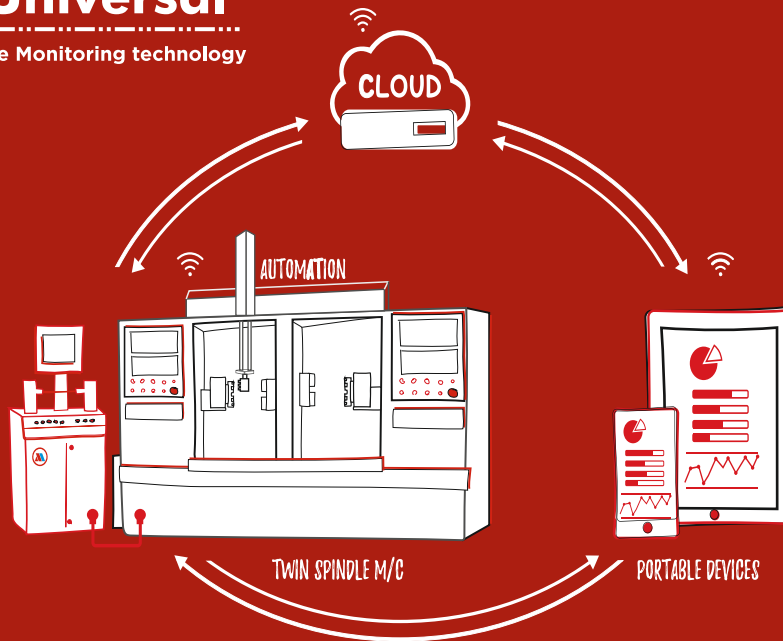 Universal
e Monitoring technology
CLOUD
AUTOMATION
TWIN SPINDLE M/C
PORTABLE DEVICES